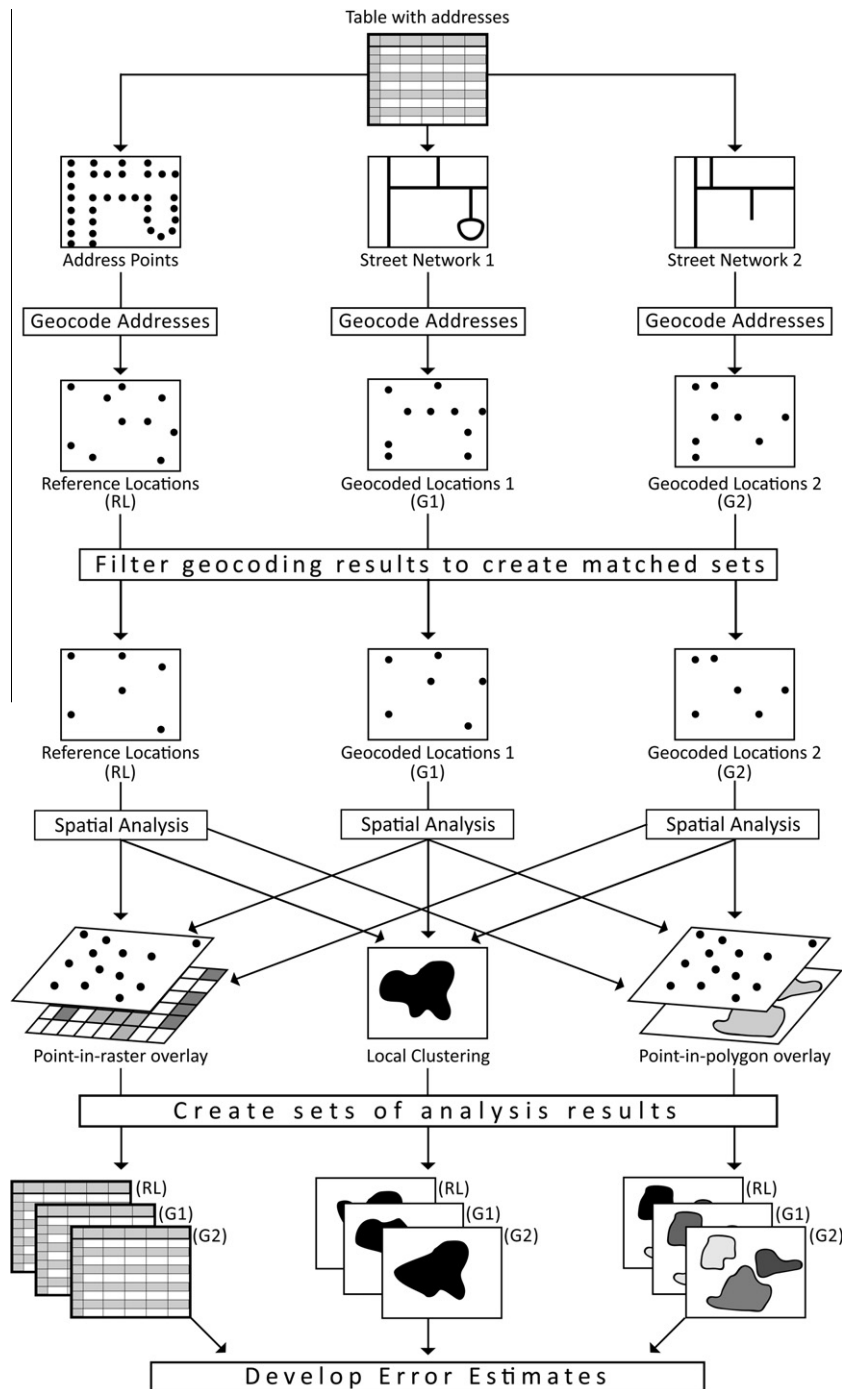 Table with addresses
Address Points
Street Network 1
Street Network 2
Geocode Addresses
Geocode Addresses
Geocode Addresses
Reference Locations
(RL)
Geocoded Locations 1
(G1)
Geocoded Locations 2
(G2)
Filter geocoding results to create matched sets
Reference Locations
(RL)
Geocoded Locations 1
(G1)
Geocoded Locations 2
(G2)
Spatial Analysis
Spatial Analysis
Spatial Analysis
Point-in-raster overlay
Local Clustering
Point-in-polygon overlay
Create sets of analysis results
(RL)
(G1)
(G2)
(RL)
(G1)
(G2)
(RL)
(G1)
(G2)
Develop Error Estimates